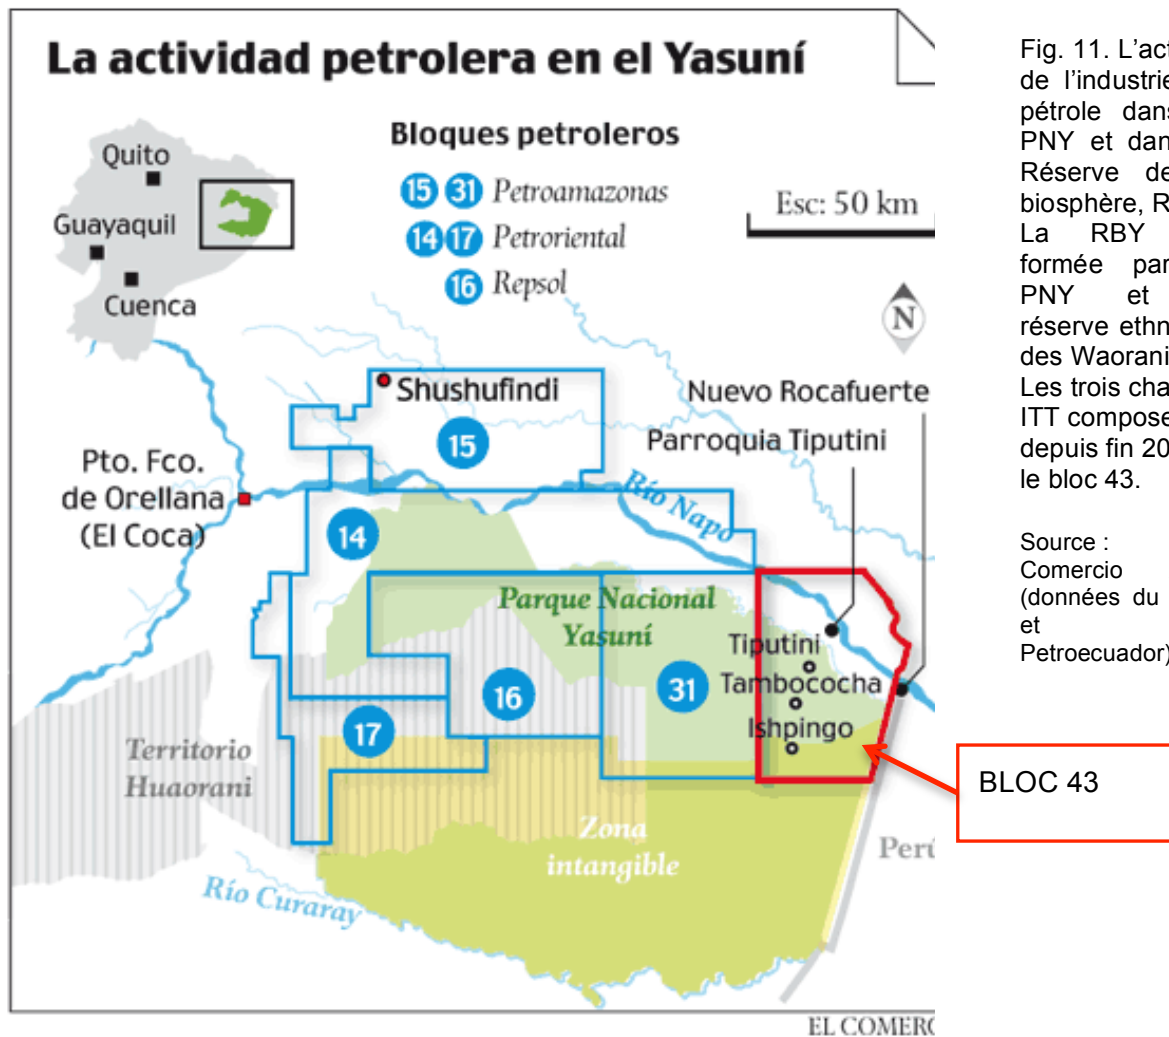 La actividad petrolera en el Yasuní
Quito
Guayaquil
Cuenca
Bloques petroleros
15 31 Petroamazonas
14 17 Petroriental
16 Repsol
Esc: 50 km
N
Shushufindi
15
Nuevo Rocafuerte
Parroquia Tiputini
Pto. Fco.
de Orellana
(El Coca)
Río Napo
14
Parque Nacional
Yasuní
Tiputini
Tambococha
Ishpingo
16
31
17
Territorio
Huaorani
Zona
intangible
Río Curaray
Perú
EL COMERC
BLOC 43
Fig. 11. L’act
de l’industrie
pétrole dans
PNY et dan
Réserve de
biosphère, R
La RBY
formée par
PNY et
réserve ethn
des Waorani
Les trois cha
ITT compose
depuis fin 20
le bloc 43.
Source :
Comercio
(données du
et
Petroecuador)